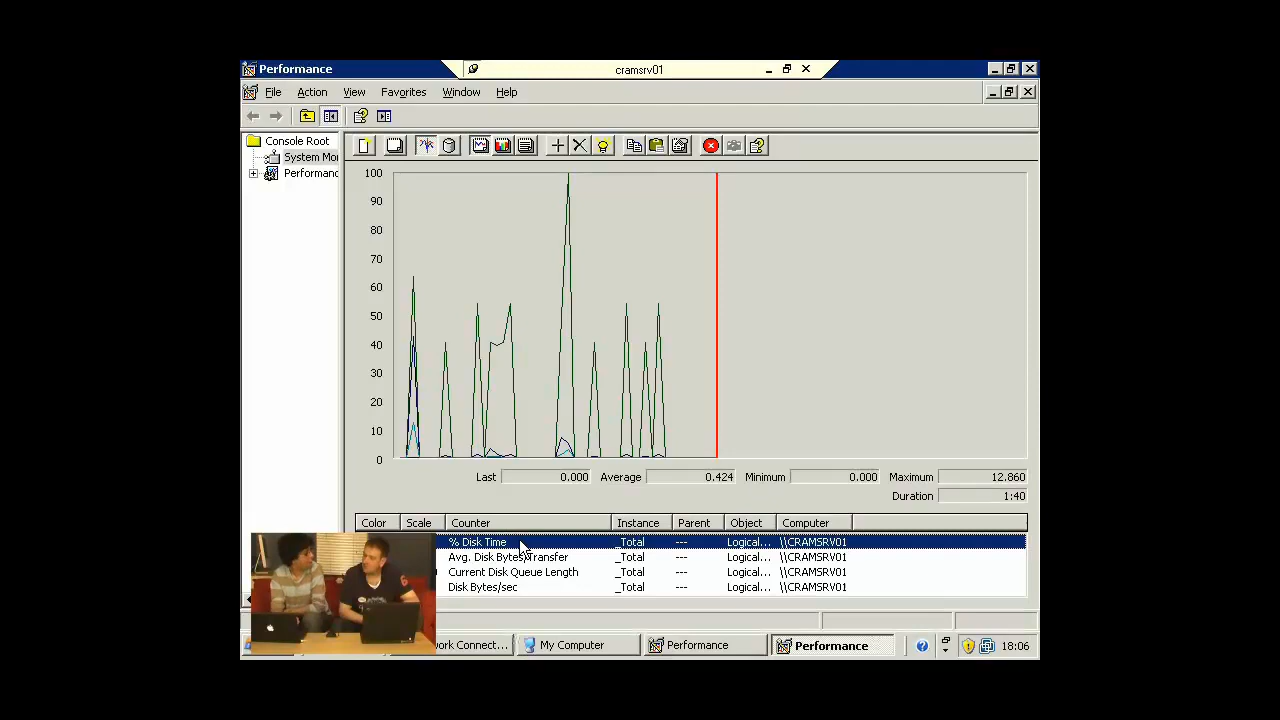 Performance
cramsrv01
File Action View Favorites Window Help
Console Root
System Mo
Performanc
100
90
80
70
60
50
40
30
20
10
0
Last 0.000 Average 0.424 Minimum 0.000 Maximum 12.860
Duration 1:40
Color Scale Counter Instance Parent Object Computer
% Disk Time _Total --- Logical... \\CRAMSRV01
Avg. Disk Bytes/Transfer _Total --- Logical... \\CRAMSRV01
Current Disk Queue Length _Total --- Logical... \\CRAMSRV01
Disk Bytes/sec _Total --- Logical... \\CRAMSRV01
work Connect... My Computer Performance Performance 18:06